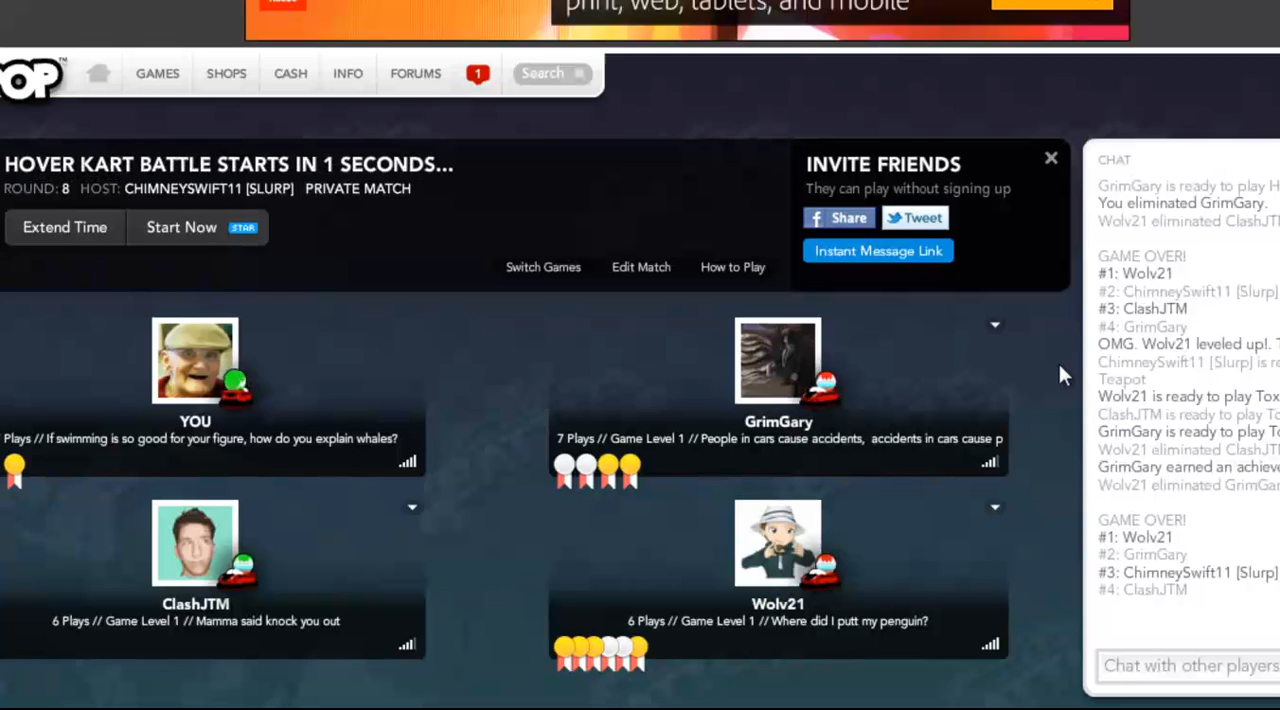 print, web, tablets, and mobile
OP™
GAMES SHOPS CASH INFO FORUMS 1 Search
HOVER KART BATTLE STARTS IN 1 SECONDS...
ROUND: 8 HOST: CHIMNEYSWIFT11 [SLURP] PRIVATE MATCH
Extend Time Start Now STAR
Switch Games Edit Match How to Play
INVITE FRIENDS
They can play without signing up
f Share Tweet
Instant Message Link
YOU
Plays // If swimming is so good for your figure, how do you explain whales?
GrimGary
7 Plays // Game Level 1 // People in cars cause accidents, accidents in cars cause p
ClashJTM
6 Plays // Game Level 1 // Mamma said knock you out
Wolv21
6 Plays // Game Level 1 // Where did I putt my penguin?
CHAT
GrimGary is ready to play H
You eliminated GrimGary.
Wolv21 eliminated ClashJT
GAME OVER!
#1: Wolv21
#2: ChimneySwift11 [Slurp]
#3: ClashJTM
#4: GrimGary
OMG. Wolv21 leveled up!. T
ChimneySwift11 [Slurp] is re
Teapot
Wolv21 is ready to play Tox
ClashJTM is ready to play To
GrimGary is ready to play To
Wolv21 eliminated ClashJTM
GrimGary earned an achieve
Wolv21 eliminated GrimGar
GAME OVER!
#1: Wolv21
#2: GrimGary
#3: ChimneySwift11 [Slurp]
#4: ClashJTM
Chat with other players